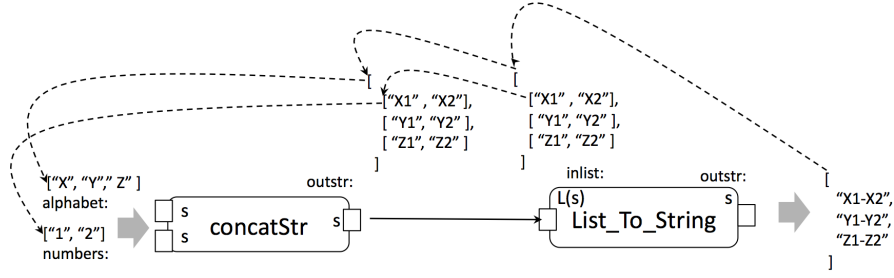 [
["X1" , "X2"],
[ "Y1", "Y2" ],
[ "Z1", "Z2" ]
]
[
["X1" , "X2"],
[ "Y1", "Y2" ],
[ "Z1", "Z2" ]
]
["X", "Y"," Z" ]
alphabet:
["1", "2"]
numbers:
s
s
concatStr
outstr:
s
inlist:
L(s)
List_To_String
outstr:
s
[
"X1-X2",
"Y1-Y2",
"Z1-Z2"
]